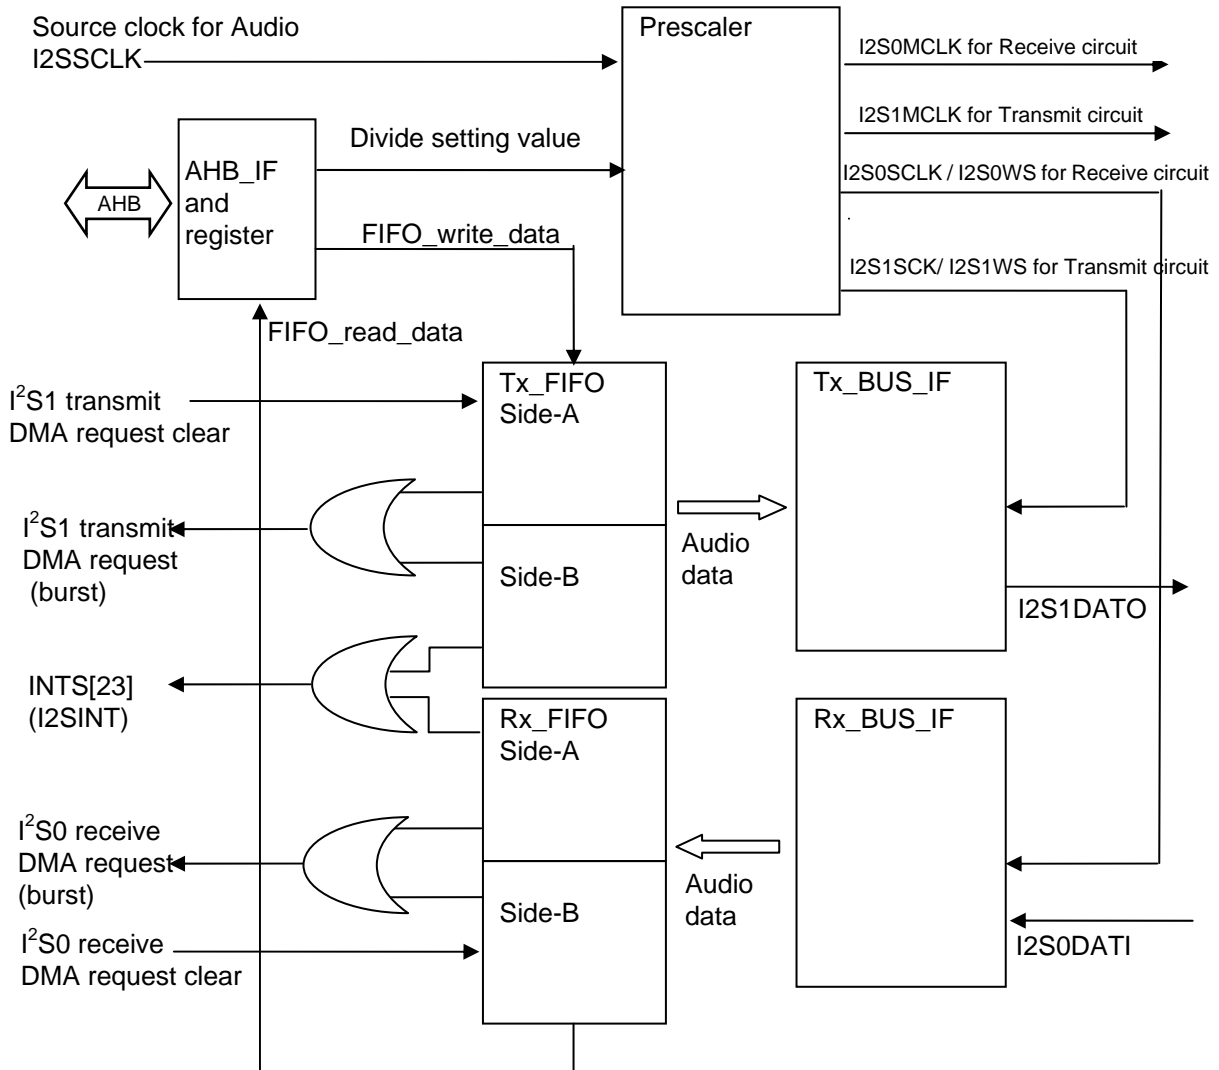 Source clock for Audio
I2SSCLK
Prescaler
I2S0MCLK for Receive circuit
I2S1MCLK for Transmit circuit
Divide setting value
AHB_IF
and
register
AHB
I2S0SCLK / I2S0WS for Receive circuit
FIFO_write_data
I2S1SCK/ I2S1WS for Transmit circuit
FIFO_read_data
I²S1 transmit
DMA request clear
Tx_FIFO
Side-A
Tx_BUS_IF
I²S1 transmit
DMA request
(burst)
Audio
data
Side-B
I2S1DATO
INTS[23]
(I2SINT)
Rx_FIFO
Side-A
Rx_BUS_IF
I²S0 receive
DMA request
(burst)
Audio
data
Side-B
I²S0 receive
DMA request clear
I2S0DATI